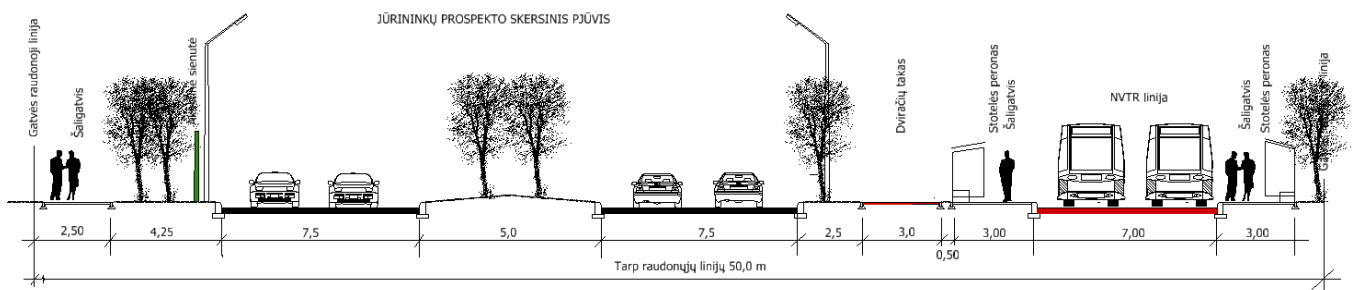 JŪRININKŲ PROSPEKTO SKERSINIS PJŪVIS
Gatvės raudonoji linija
Šaligatvis
sienutė
Dviračių takas
Stotelės peronas
Šaligatvis
NVTR linija
Šaligatvis
Stotelės peronas
linija
2,50
4,25
7,5
5,0
7,5
2,5
3,0
0,50
3,00
7,00
3,00
Tarp raudonųjų linijų 50,0 m